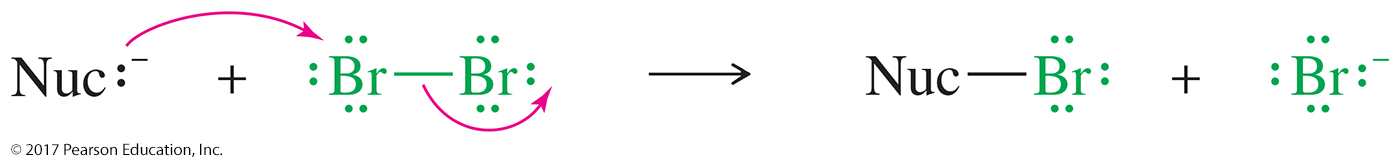 Nuc:⁻ + :Br—Br: ⟶ Nuc—Br: + :Br:⁻
© 2017 Pearson Education, Inc.